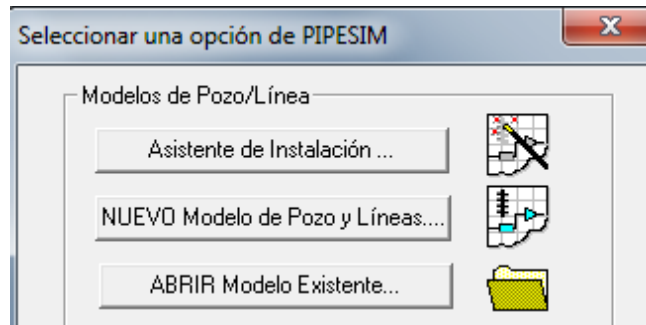 Seleccionar una opción de PIPESIM
Modelos de Pozo/Línea
Asistente de Instalación ...
NUEVO Modelo de Pozo y Líneas....
ABRIR Modelo Existente...